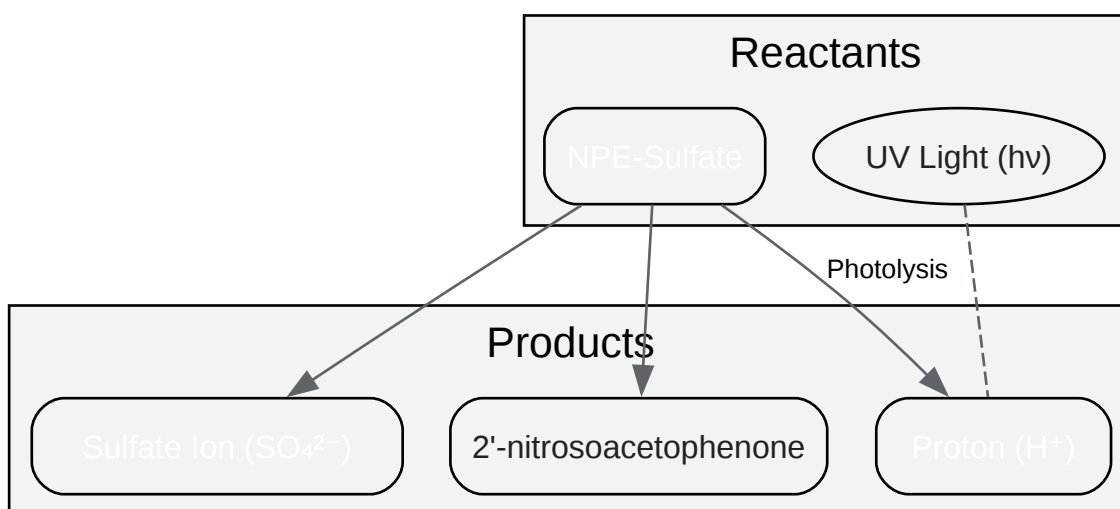 Reactants
NPE-Sulfate
UV Light (hν)
Photolysis
Products
Sulfate Ion (SO₄²⁻)
2'-nitrosoacetophenone
Proton (H⁺)